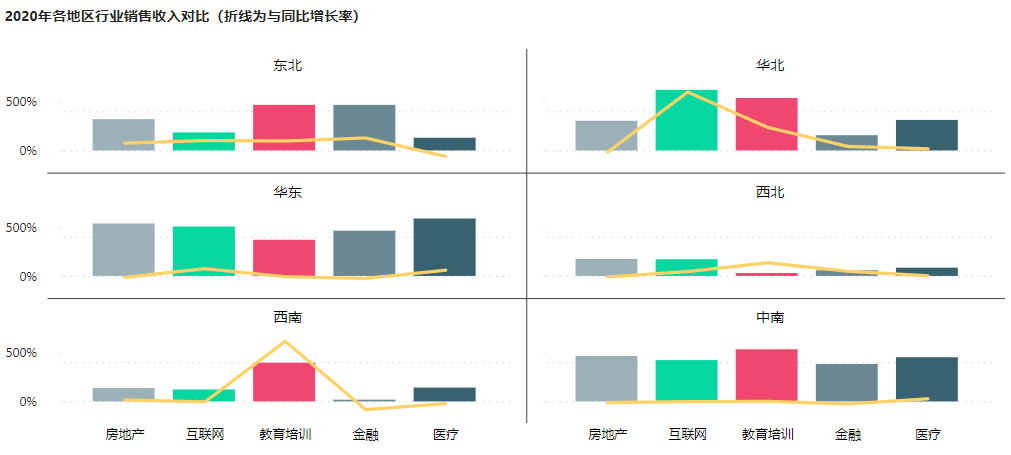 2020年各地区行业销售收入对比（折线为与同比增长率）
东北
华北
500%
0%
华东
西北
500%
0%
西南
中南
500%
0%
房地产 互联网 教育培训 金融 医疗
房地产 互联网 教育培训 金融 医疗